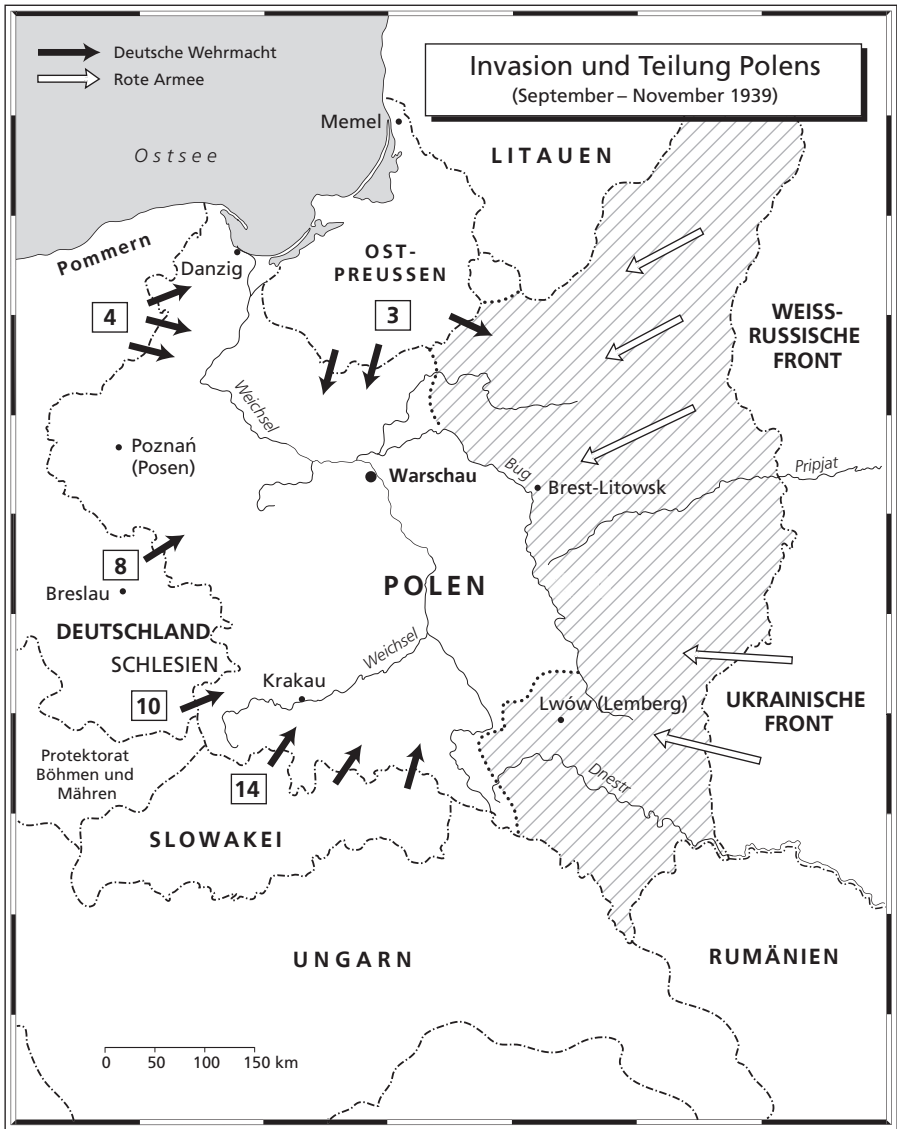 Deutsche Wehrmacht
Rote Armee
Invasion und Teilung Polens
(September – November 1939)
Memel
Ostsee
LITAUEN
Pommern
Danzig
OST-
PREUSSEN
4
3
WEISS-
RUSSISCHE
FRONT
Weichsel
Poznań
(Posen)
Warschau
Bug
Brest-Litowsk
Pripjat
8
Breslau
POLEN
DEUTSCHLAND
SCHLESIEN
Weichsel
Krakau
10
Lwów (Lemberg)
UKRAINISCHE
FRONT
Protektorat
Böhmen und
Mähren
14
Dnestr
SLOWAKEI
UNGARN
RUMÄNIEN
0 50 100 150 km